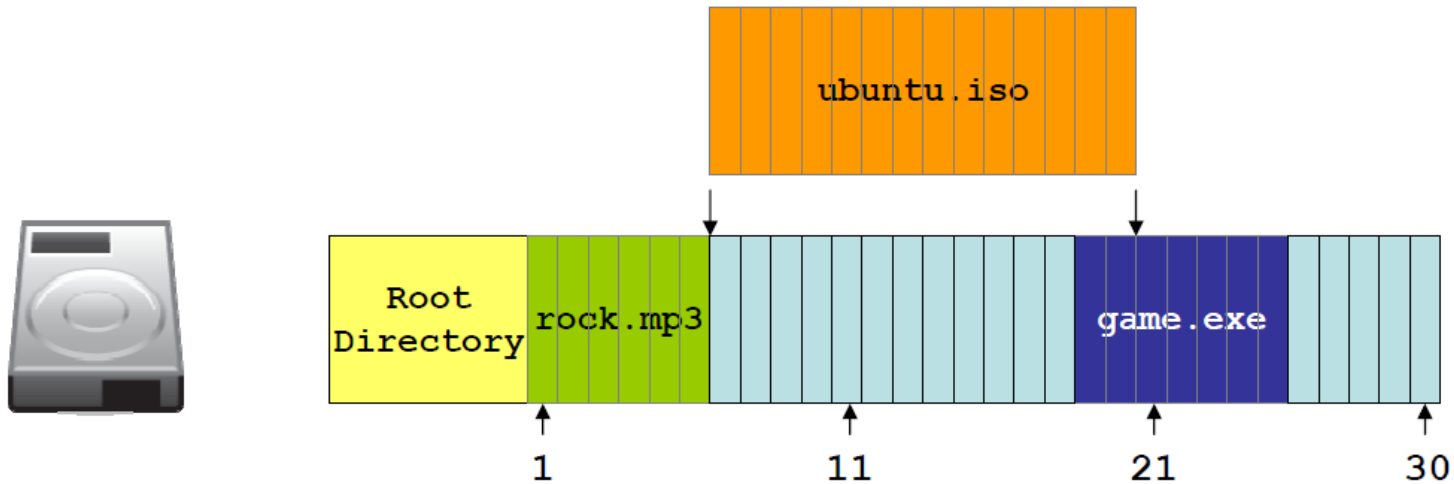 ubuntu.iso
Root
Directory
rock.mp3
game.exe
1
11
21
30